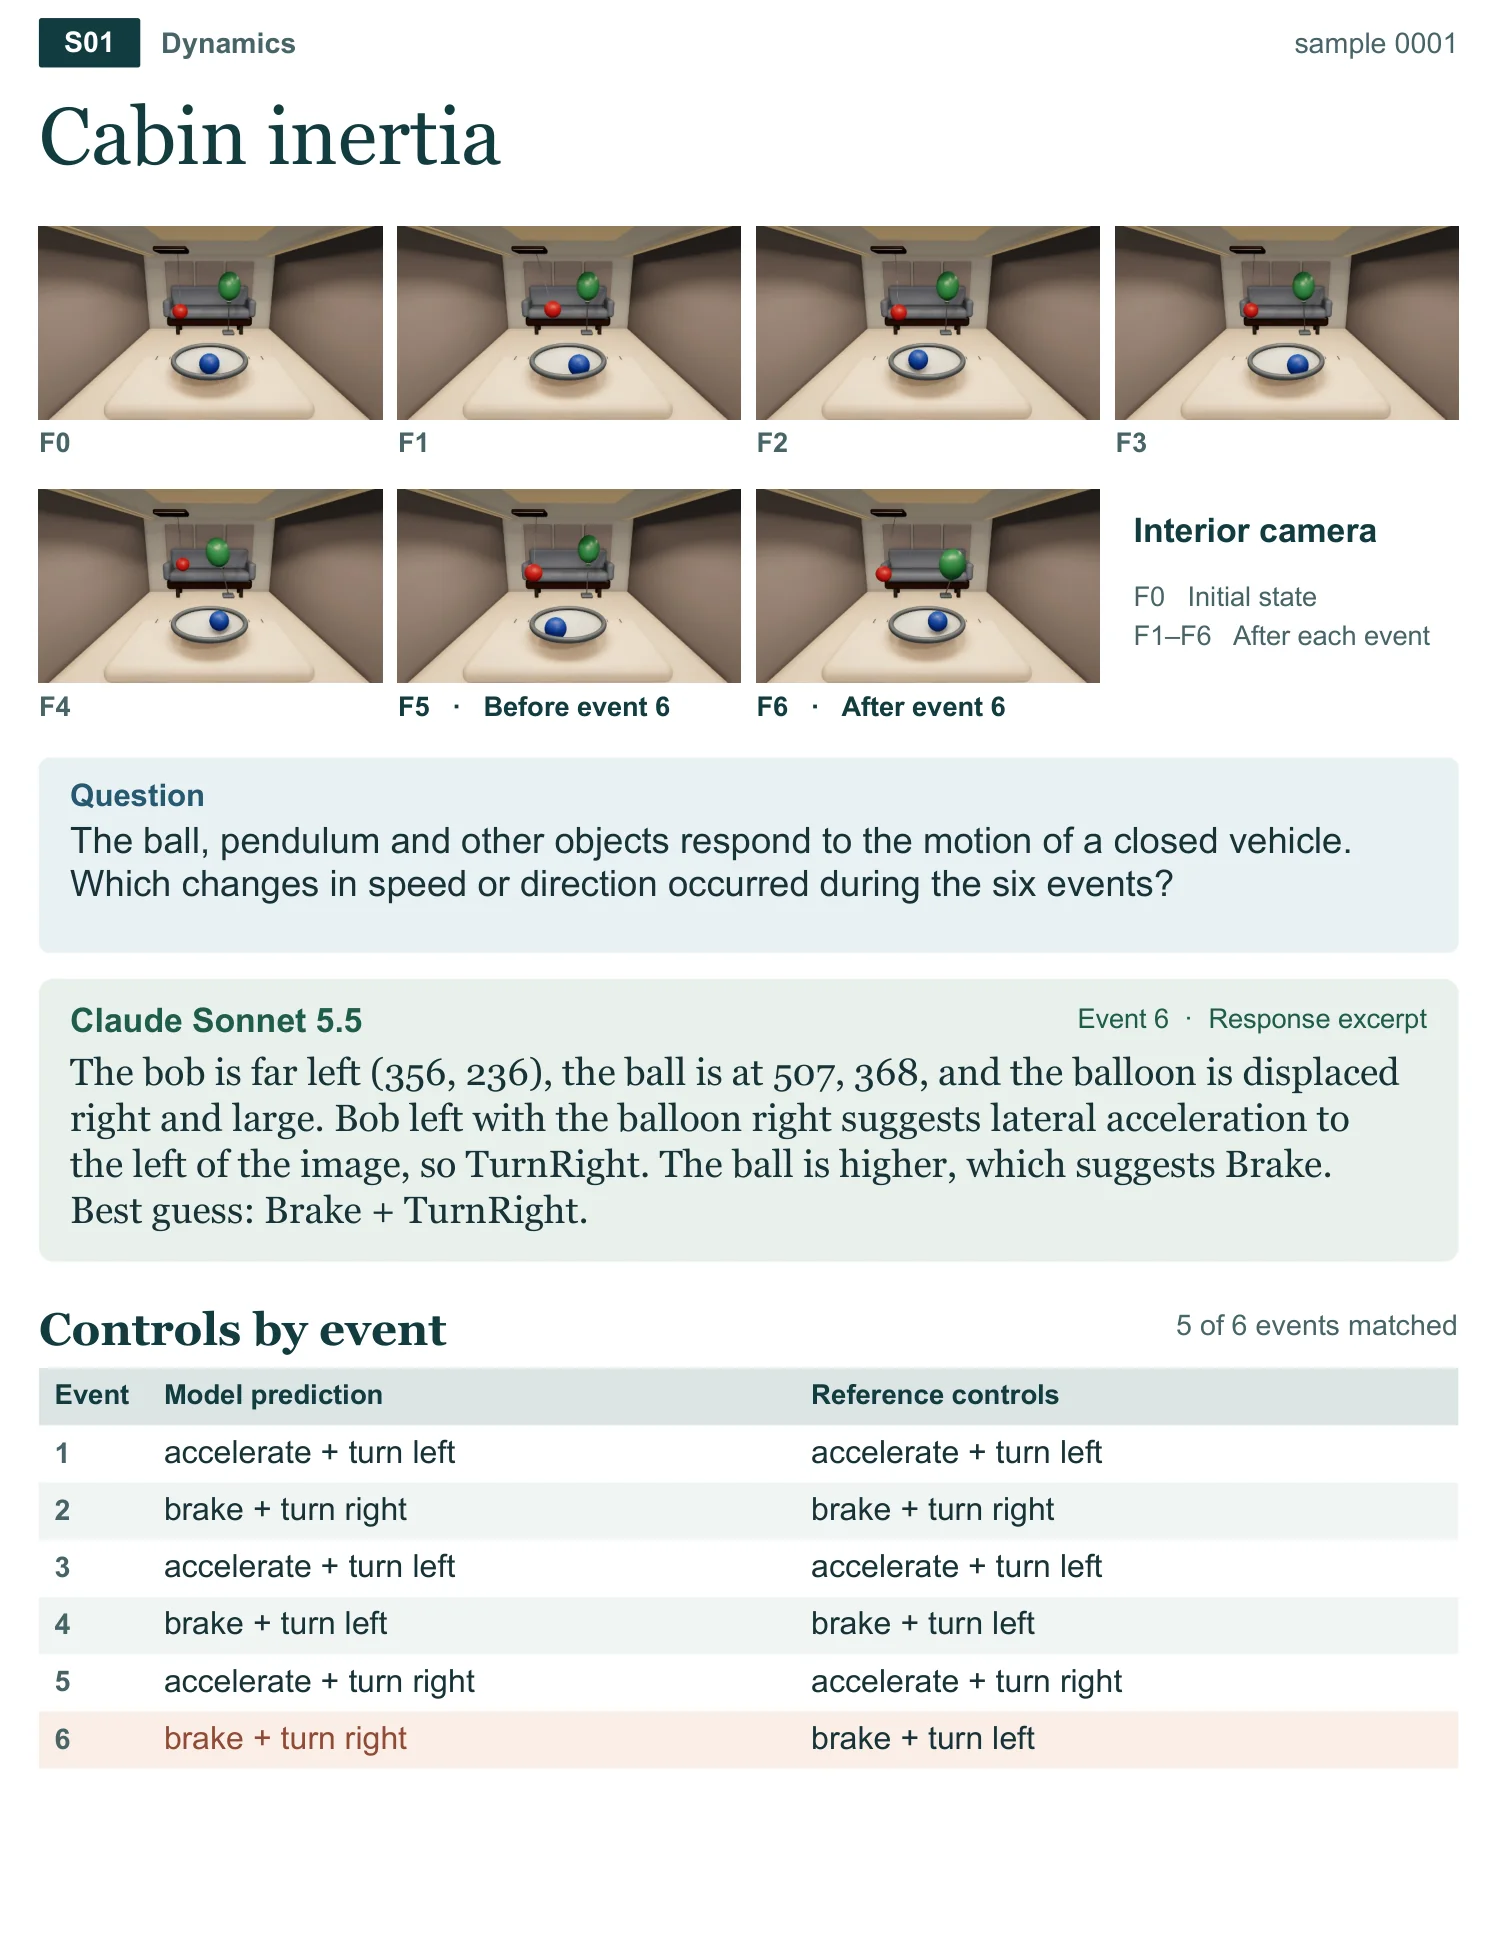 S01 Dynamics sample 0001
Cabin inertia
F0 F1 F2 F3
Interior camera
F0 Initial state
F1–F6 After each event
F4 F5 · Before event 6 F6 · After event 6
Question
The ball, pendulum and other objects respond to the motion of a closed vehicle.
Which changes in speed or direction occurred during the six events?
Claude Sonnet 5.5 Event 6 · Response excerpt
The bob is far left (356, 236), the ball is at 507, 368, and the balloon is displaced
right and large. Bob left with the balloon right suggests lateral acceleration to
the left of the image, so TurnRight. The ball is higher, which suggests Brake.
Best guess: Brake + TurnRight.
Controls by event 5 of 6 events matched
Event Model prediction Reference controls
1 accelerate + turn left accelerate + turn left
2 brake + turn right brake + turn right
3 accelerate + turn left accelerate + turn left
4 brake + turn left brake + turn left
5 accelerate + turn right accelerate + turn right
6 brake + turn right brake + turn left